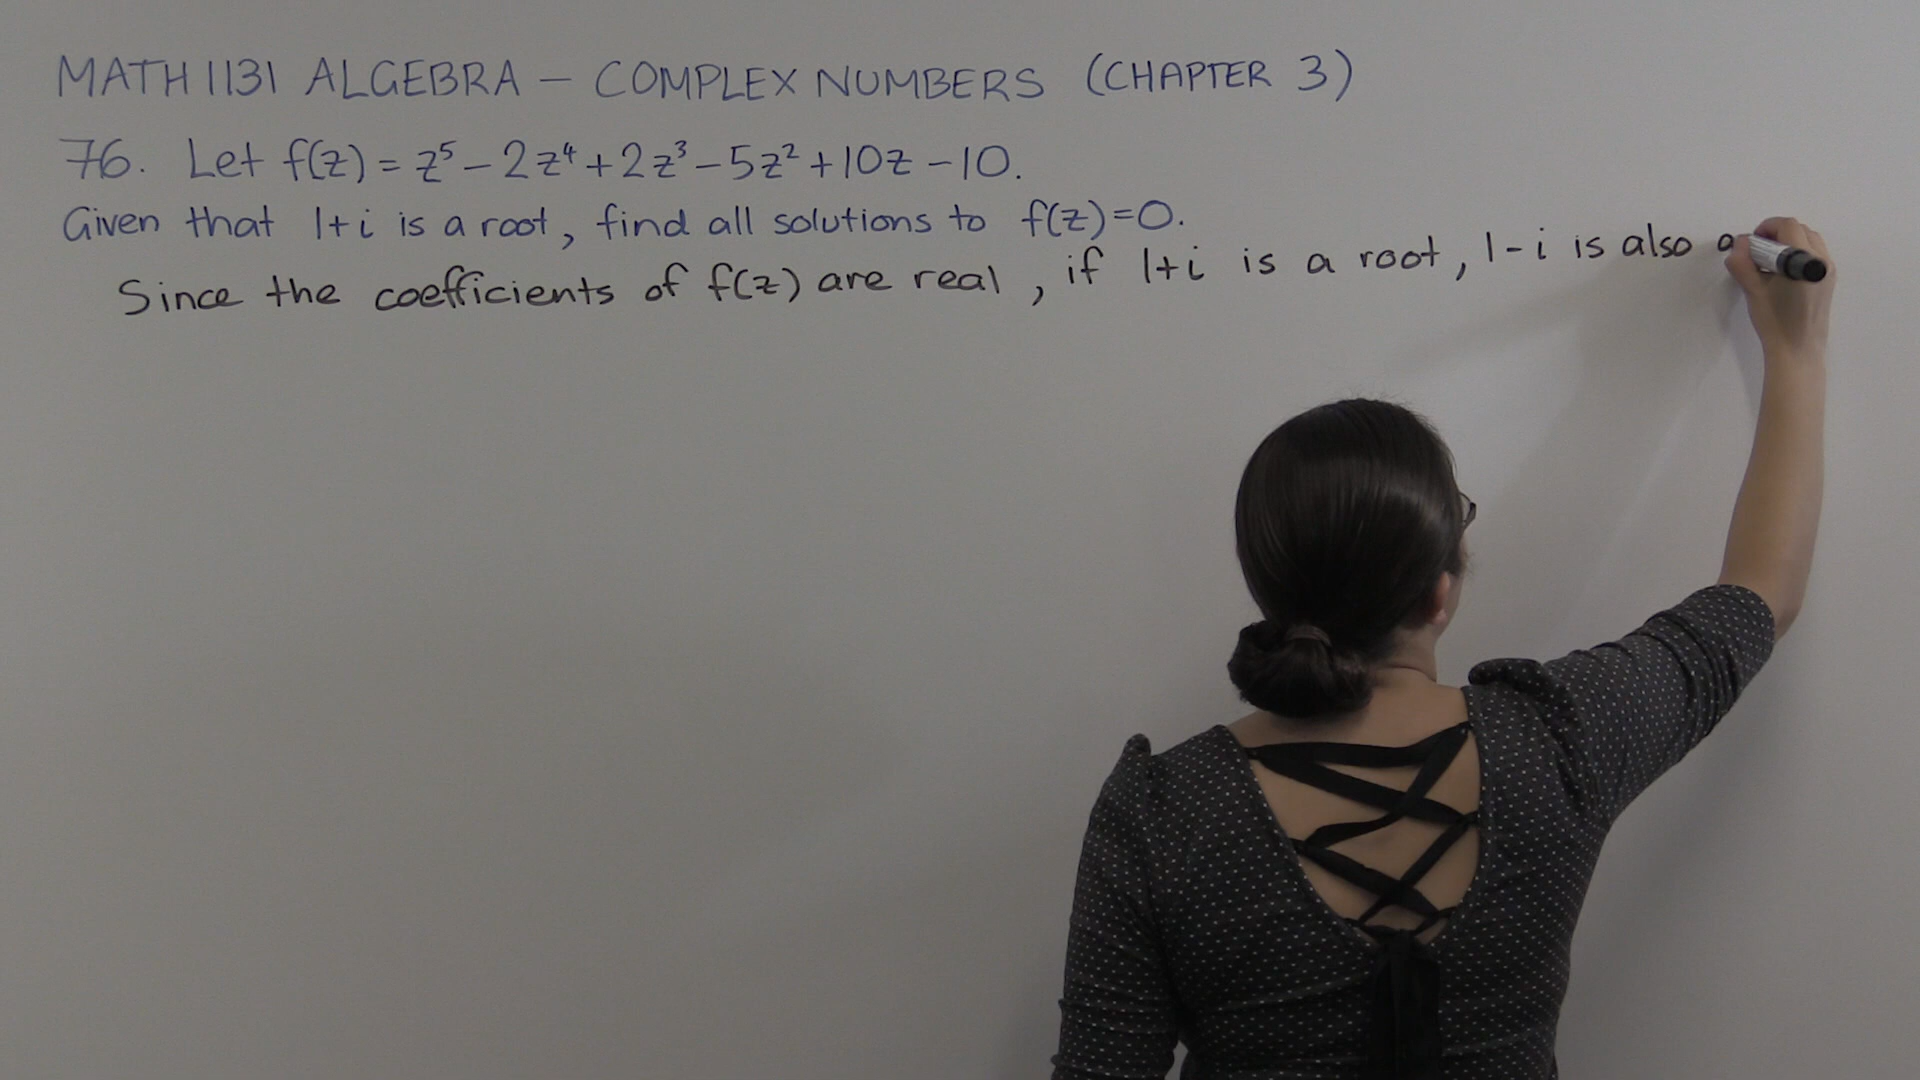 MATH 1131 ALGEBRA – COMPLEX NUMBERS (CHAPTER 3)
76. Let f(z) = z⁵ – 2z⁴ + 2z³ – 5z² + 10z – 10.
Given that 1+i is a root, find all solutions to f(z)=0.
Since the coefficients of f(z) are real, if 1+i is a root, 1-i is also a